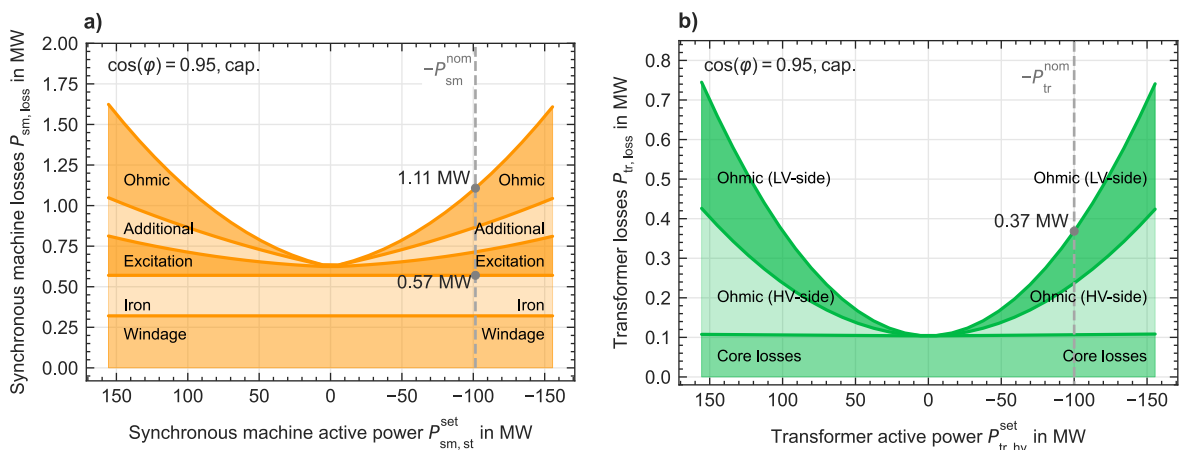 a)
Synchronous machine losses P_sm, loss in MW
2.00
1.75
1.50
1.25
1.00
0.75
0.50
0.25
0.00
cos(φ) = 0.95, cap.
−P_sm^nom
1.11 MW
0.57 MW
Ohmic
Ohmic
Additional
Additional
Excitation
Excitation
Iron
Iron
Windage
Windage
150 100 50 0 −50 −100 −150
Synchronous machine active power P_sm, st^set in MW
b)
Transformer losses P_tr, loss in MW
0.8
0.7
0.6
0.5
0.4
0.3
0.2
0.1
0.0
cos(φ) = 0.95, cap.
−P_tr^nom
Ohmic (LV-side)
Ohmic (LV-side)
0.37 MW
Ohmic (HV-side)
Ohmic (HV-side)
Core losses
Core losses
150 100 50 0 −50 −100 −150
Transformer active power P_tr, hv^set in MW